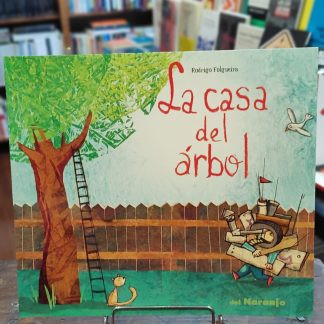 Rodrigo Folgueira
La casa
del
árbol
del Naranjo